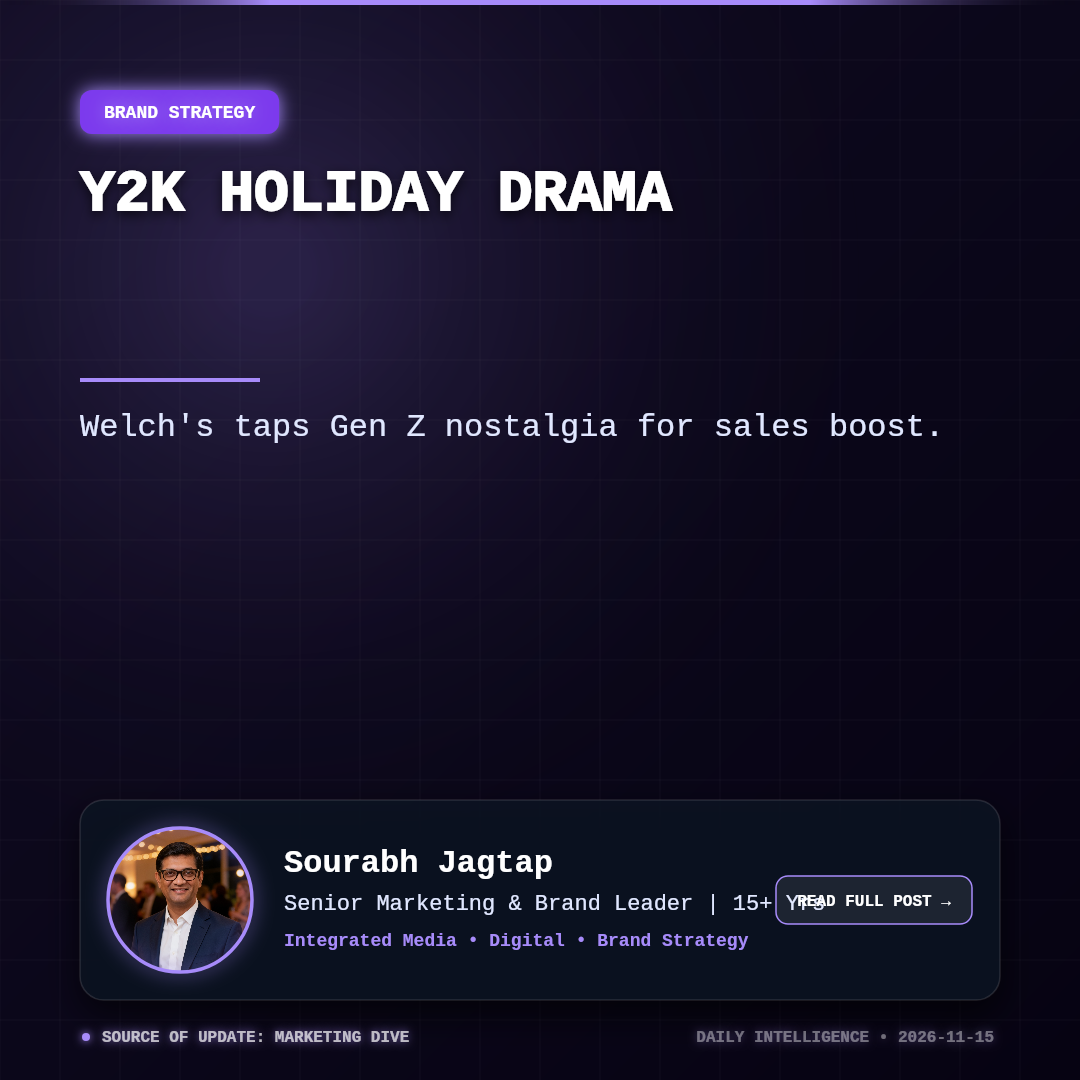 BRAND STRATEGY
Y2K HOLIDAY DRAMA
Welch's taps Gen Z nostalgia for sales boost.
Sourabh Jagtap
Senior Marketing & Brand Leader | 15+ Yrs
READ FULL POST →
Integrated Media • Digital • Brand Strategy
SOURCE OF UPDATE: MARKETING DIVE
DAILY INTELLIGENCE • 2026-11-15